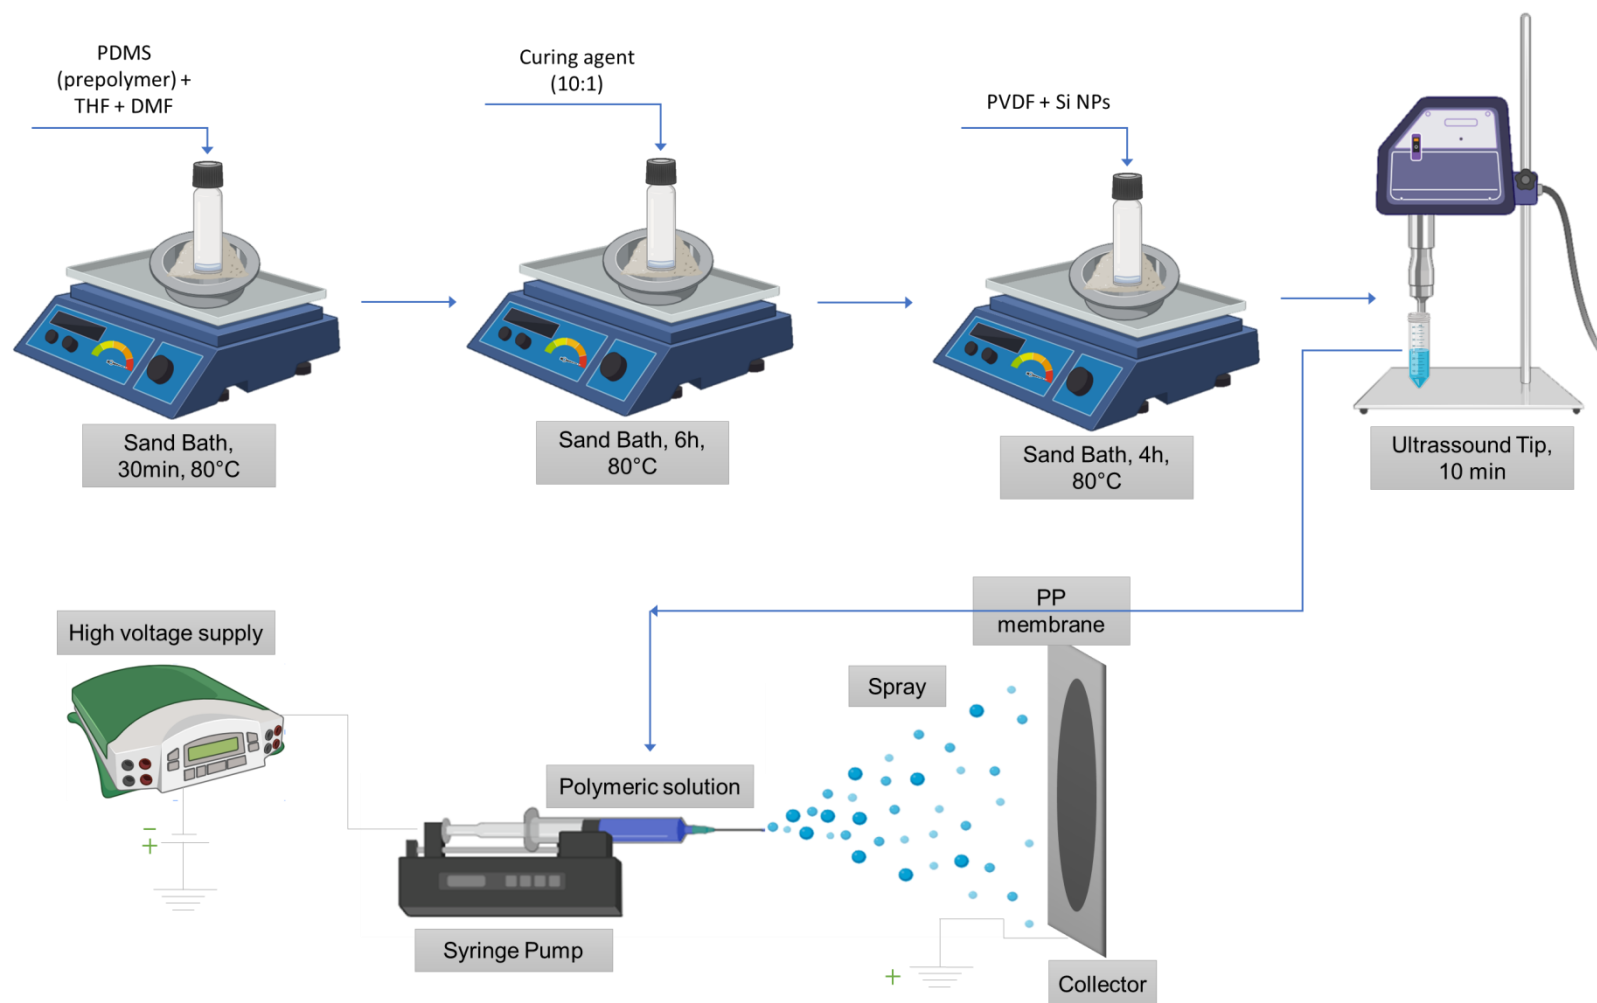 PDMS
(prepolymer) +
THF + DMF
Curing agent
(10:1)
PVDF + Si NPs
Sand Bath,
30min, 80°C
Sand Bath, 6h,
80°C
Sand Bath, 4h,
80°C
Ultrasound Tip,
10 min
High voltage supply
PP
membrane
Spray
Polymeric solution
−
+
Syringe Pump
+
Collector